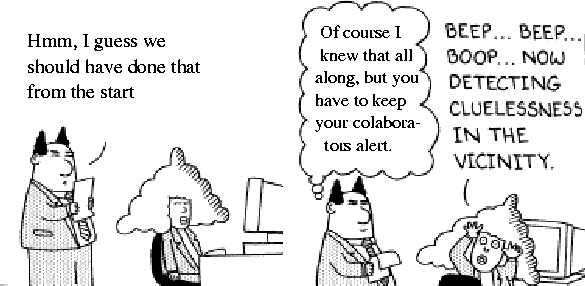 Hmm, I guess we
should have done that
from the start
Of course I
knew that all
along, but you
have to keep
your colabora-
tors alert.
BEEP... BEEP...
BOOP... NOW
DETECTING
CLUELESSNESS
IN THE
VICINITY.